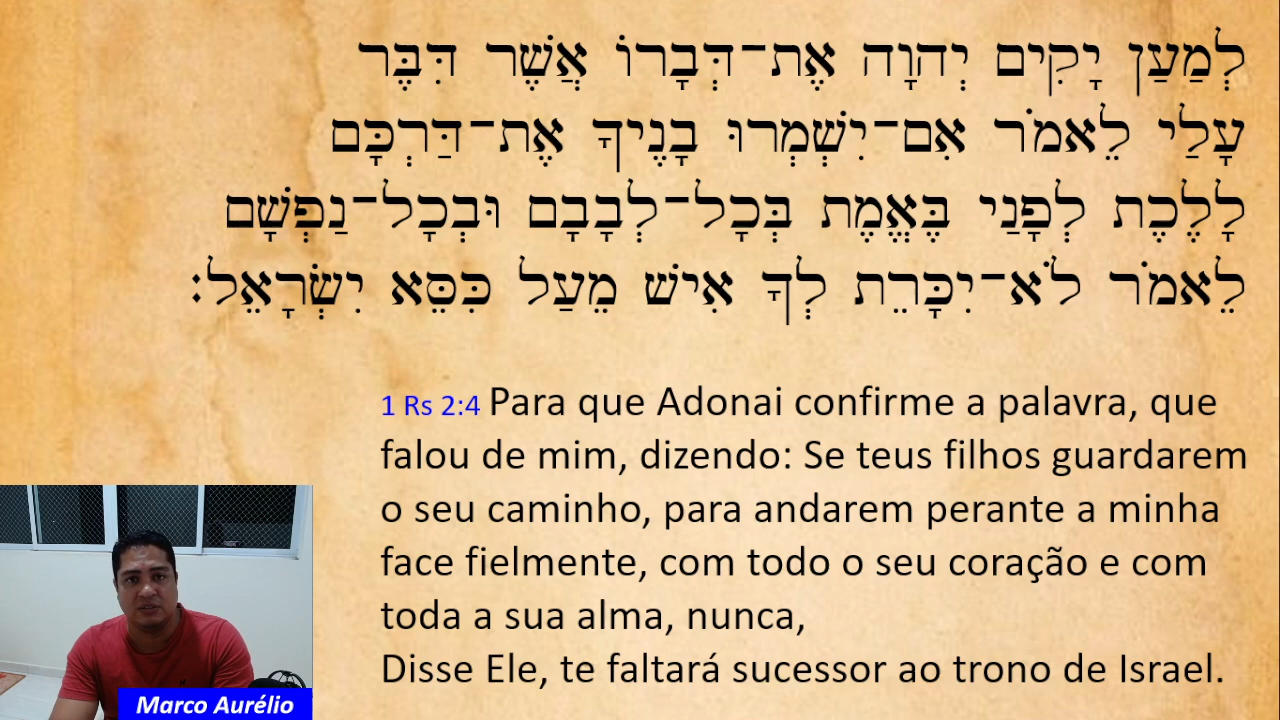 לְמַעַן יָקִים יְהוָה אֶת־דְּבָרוֹ אֲשֶׁר דִּבֶּר
עָלַי לֵאמֹר אִם־יִשְׁמְרוּ בָנֶיךָ אֶת־דַּרְכָּם
לָלֶכֶת לְפָנַי בֶּאֱמֶת בְּכָל־לְבָבָם וּבְכָל־נַפְשָׁם
לֵאמֹר לֹא־יִכָּרֵת לְךָ אִישׁ מֵעַל כִּסֵּא יִשְׂרָאֵל׃
1 Rs 2:4 Para que Adonai confirme a palavra, que
falou de mim, dizendo: Se teus filhos guardarem
o seu caminho, para andarem perante a minha
face fielmente, com todo o seu coração e com
toda a sua alma, nunca,
Disse Ele, te faltará sucessor ao trono de Israel.
Marco Aurélio